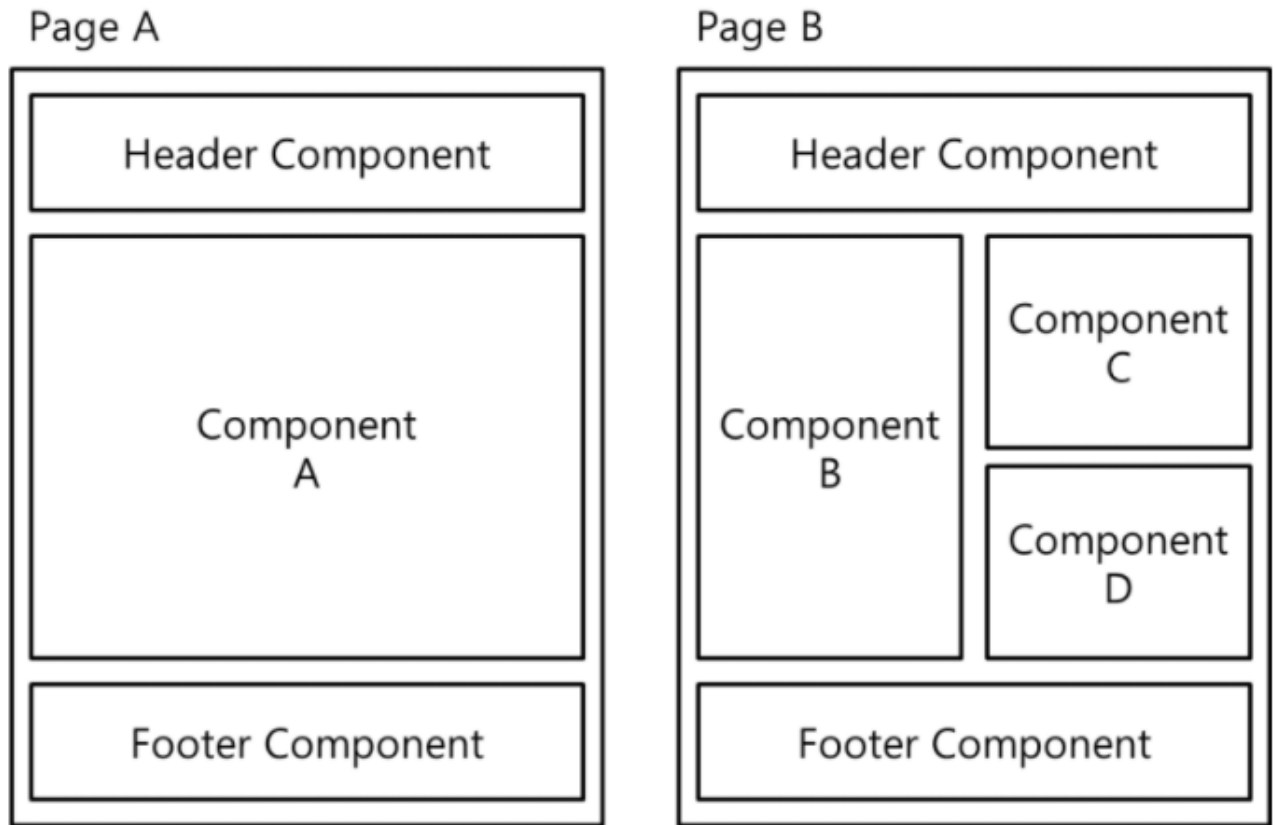 Page A
Header Component
Component
A
Footer Component
Page B
Header Component
Component
B
Component
C
Component
D
Footer Component